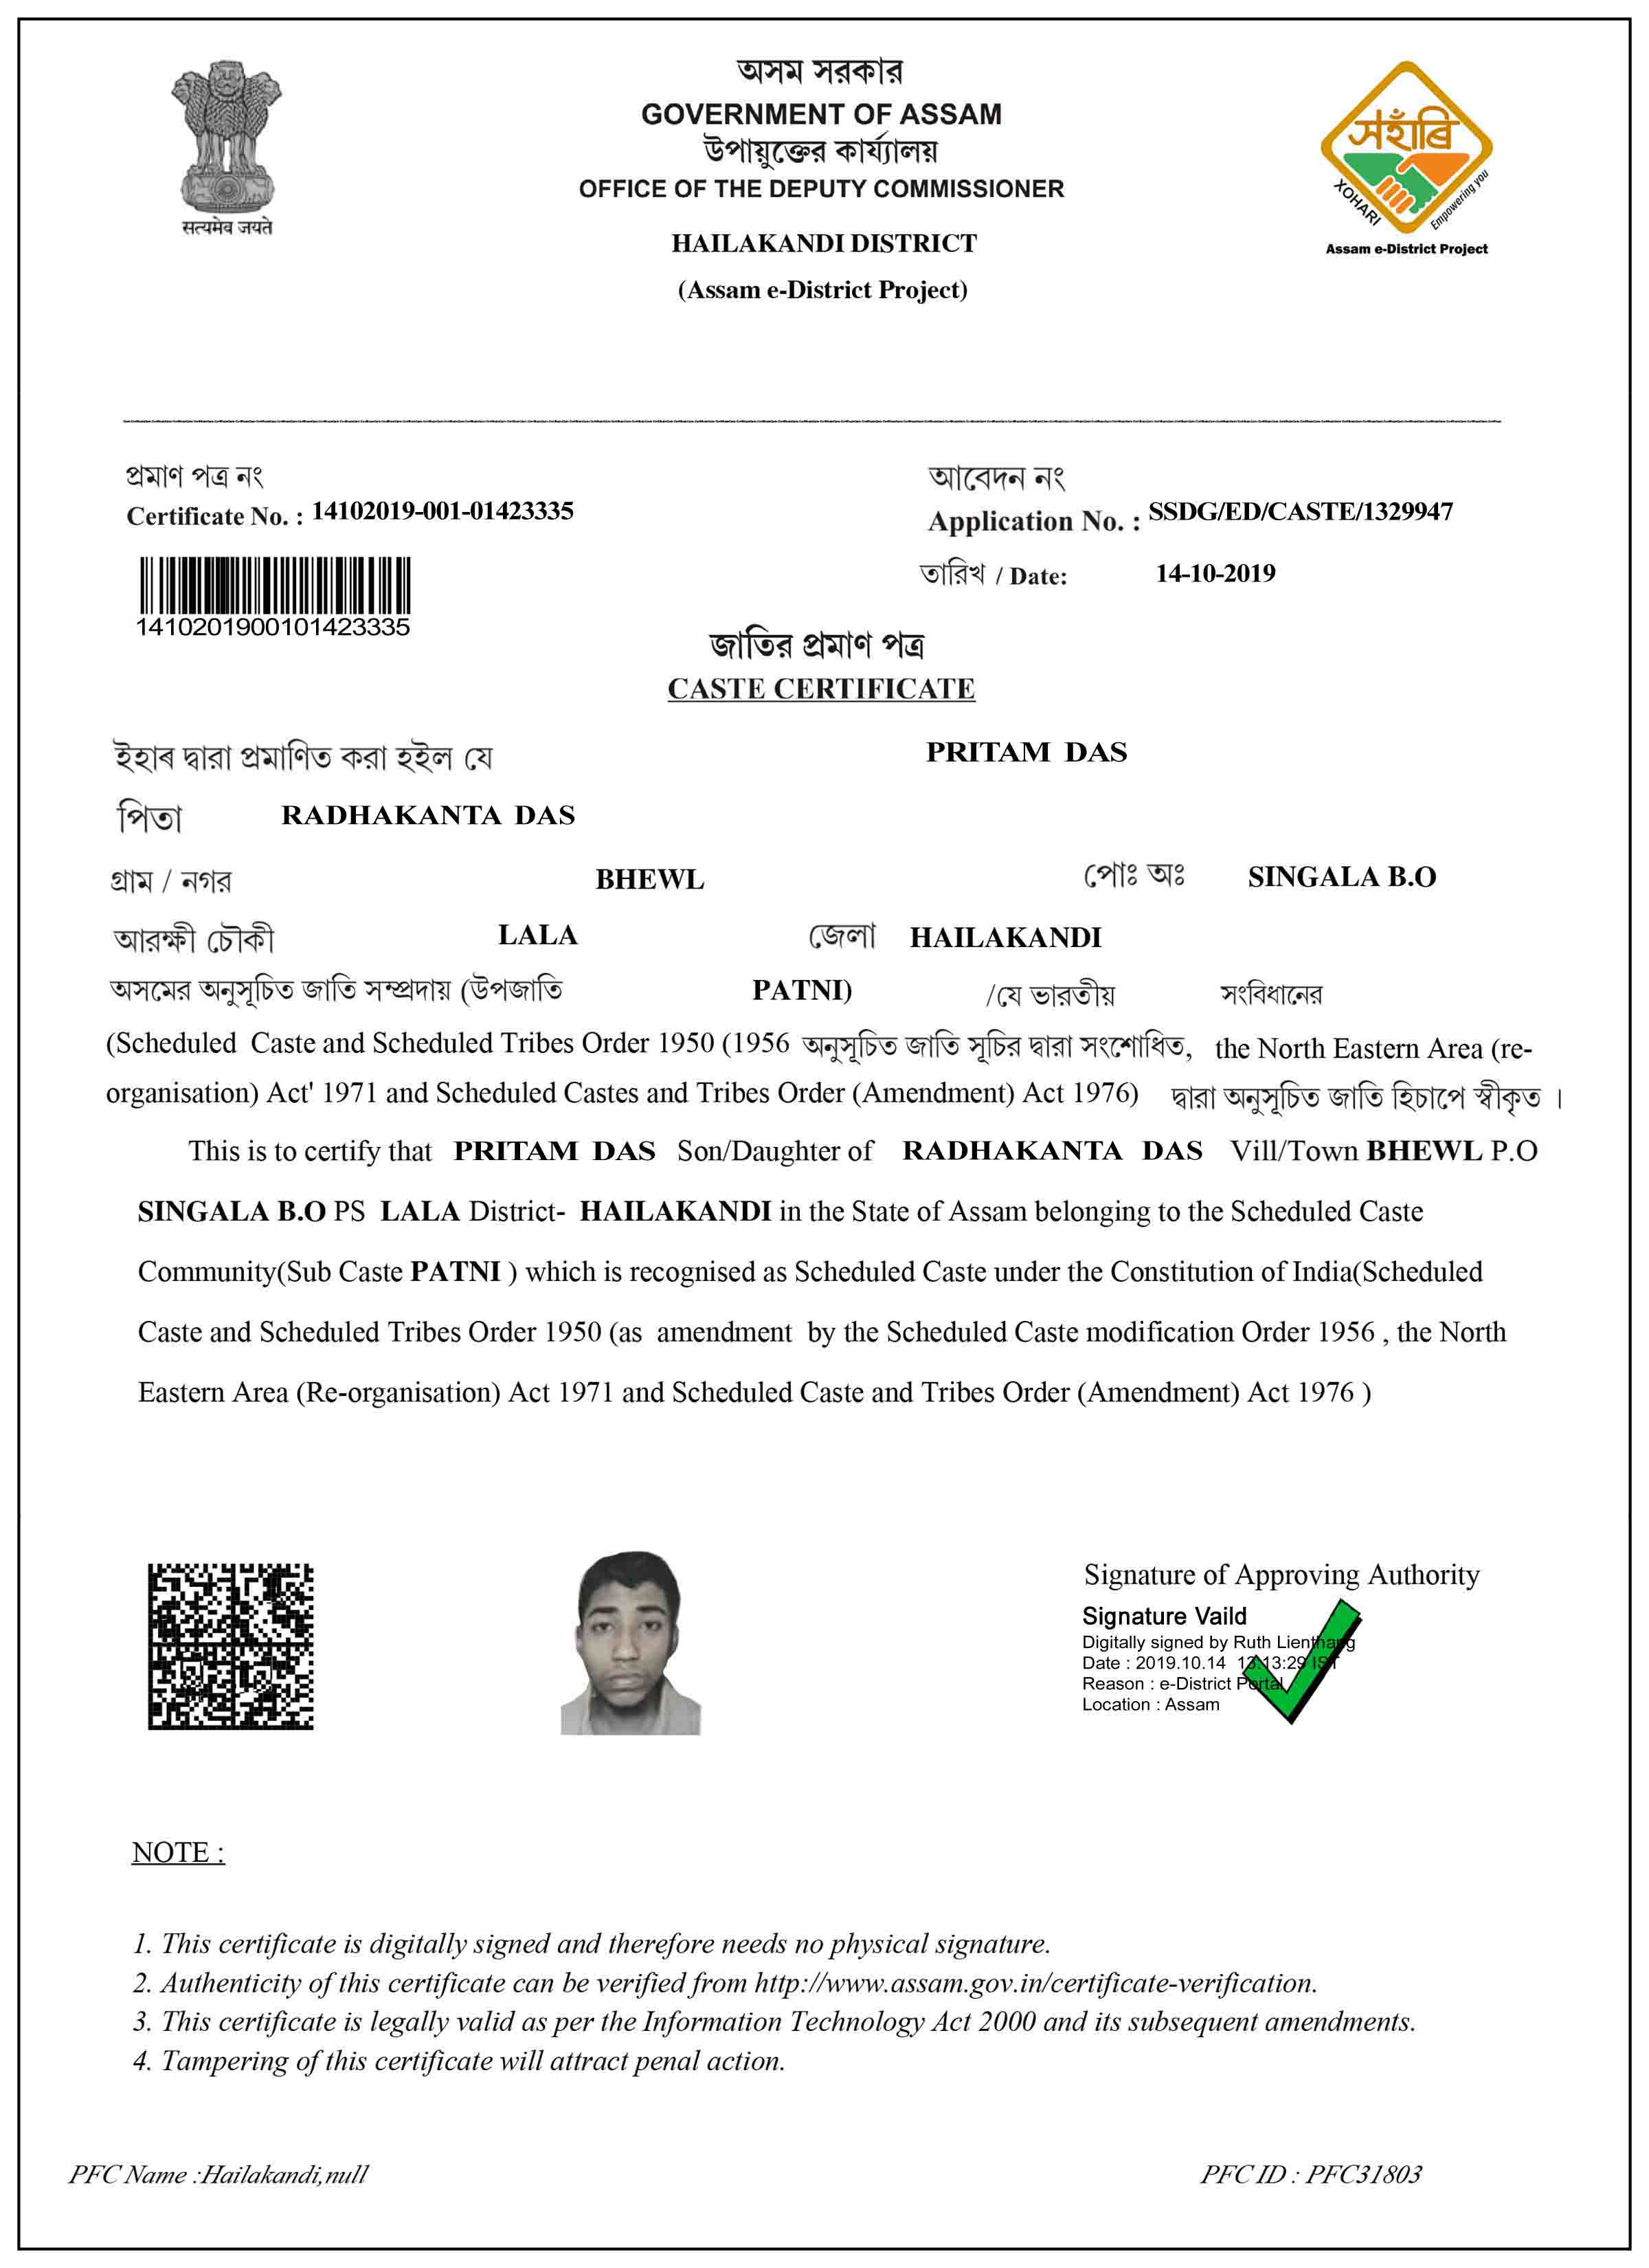 অসম সরকার
GOVERNMENT OF ASSAM
উপায়ুক্তের কার্য্যালয়
OFFICE OF THE DEPUTY COMMISSIONER
HAILAKANDI DISTRICT
(Assam e-District Project)
सत्यमेव जयते
সহাঁৰি
XOHARI
Empowering you
Assam e-District Project
প্রমাণ পত্র নং
Certificate No. : 14102019-001-01423335
আবেদন নং
Application No. : SSDG/ED/CASTE/1329947
তারিখ / Date: 14-10-2019
1410201900101423335
জাতির প্রমাণ পত্র
CASTE CERTIFICATE
ইহাৰ দ্বারা প্রমাণিত করা হইল যে PRITAM DAS
পিতা RADHAKANTA DAS
গ্রাম / নগর BHEWL পোঃ অঃ SINGALA B.O
আরক্ষী চৌকী LALA জেলা HAILAKANDI
অসমের অনুসূচিত জাতি সম্প্রদায় (উপজাতি PATNI) /যে ভারতীয় সংবিধানের
(Scheduled Caste and Scheduled Tribes Order 1950 (1956 অনুসূচিত জাতি সূচির দ্বারা সংশোধিত, the North Eastern Area (re-
organisation) Act' 1971 and Scheduled Castes and Tribes Order (Amendment) Act 1976) দ্বারা অনুসূচিত জাতি হিচাপে স্বীকৃত ।
This is to certify that PRITAM DAS Son/Daughter of RADHAKANTA DAS Vill/Town BHEWL P.O
SINGALA B.O PS LALA District- HAILAKANDI in the State of Assam belonging to the Scheduled Caste
Community(Sub Caste PATNI ) which is recognised as Scheduled Caste under the Constitution of India(Scheduled
Caste and Scheduled Tribes Order 1950 (as amendment by the Scheduled Caste modification Order 1956 , the North
Eastern Area (Re-organisation) Act 1971 and Scheduled Caste and Tribes Order (Amendment) Act 1976 )
Signature of Approving Authority
Signature Vaild
Digitally signed by Ruth Lienthang
Date : 2019.10.14 13:13:29 IST
Reason : e-District Portal
Location : Assam
NOTE :
1. This certificate is digitally signed and therefore needs no physical signature.
2. Authenticity of this certificate can be verified from http://www.assam.gov.in/certificate-verification.
3. This certificate is legally valid as per the Information Technology Act 2000 and its subsequent amendments.
4. Tampering of this certificate will attract penal action.
PFC Name :Hailakandi,null
PFC ID : PFC31803